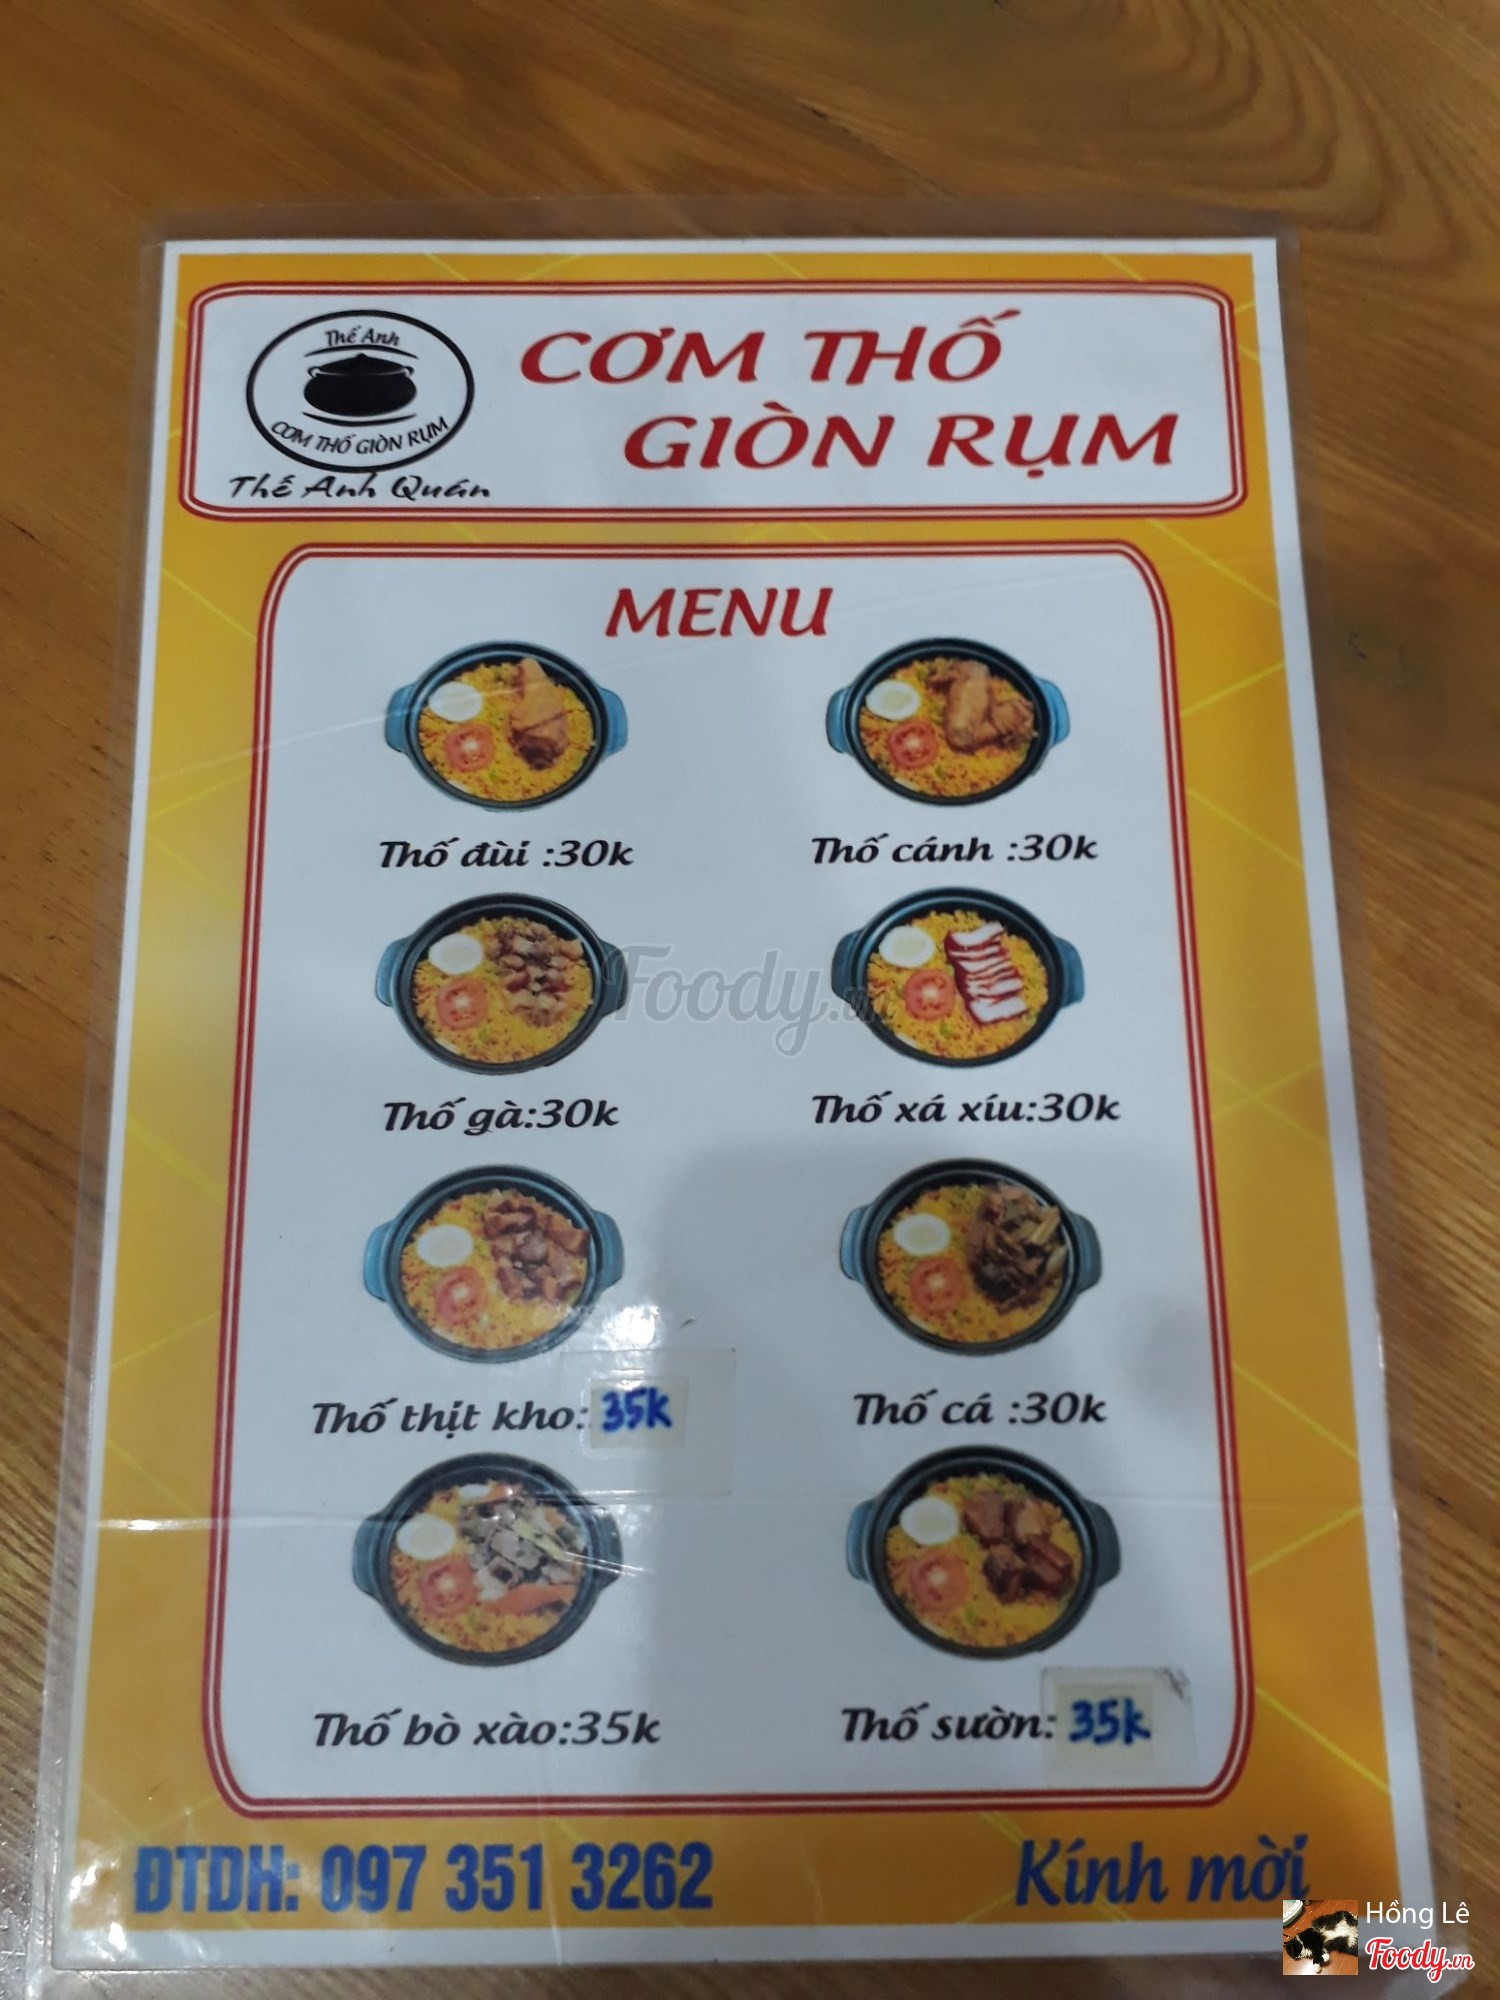 Thế Anh
CƠM THỐ GIÒN RỤM
Thế Anh Quán
CƠM THỐ
GIÒN RỤM
MENU
Thố đùi :30k
Thố cánh :30k
Foody.vn
Thố gà:30k
Thố xá xíu:30k
Thố thịt kho: 35k
Thố cá :30k
Thố bò xào:35k
Thố sườn: 35k
ĐTDH: 097 351 3262
Kính mời
Hồng Lê
Foody.vn